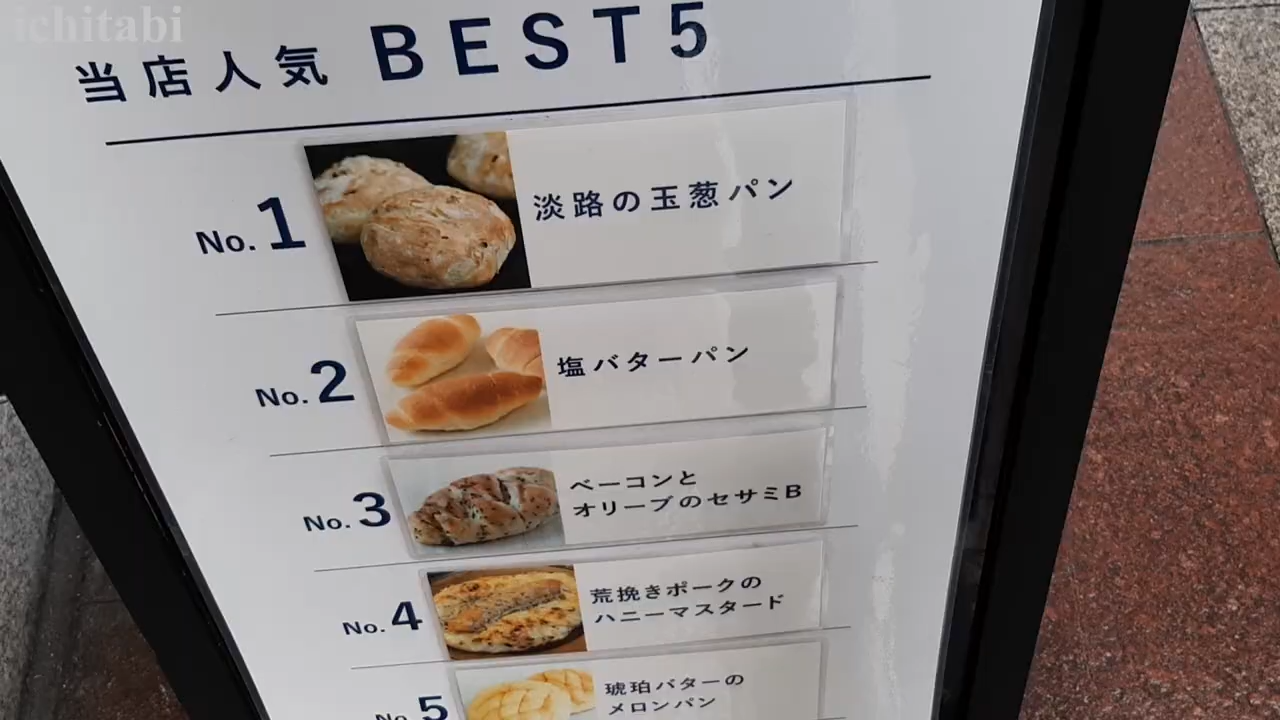 ichitabi
当店人気 BEST5
No.1 淡路の玉葱パン
No.2 塩バターパン
No.3 ベーコンと
オリーブのセサミB
No.4 荒挽きポークの
ハニーマスタード
No.5 琥珀バターの
メロンパン